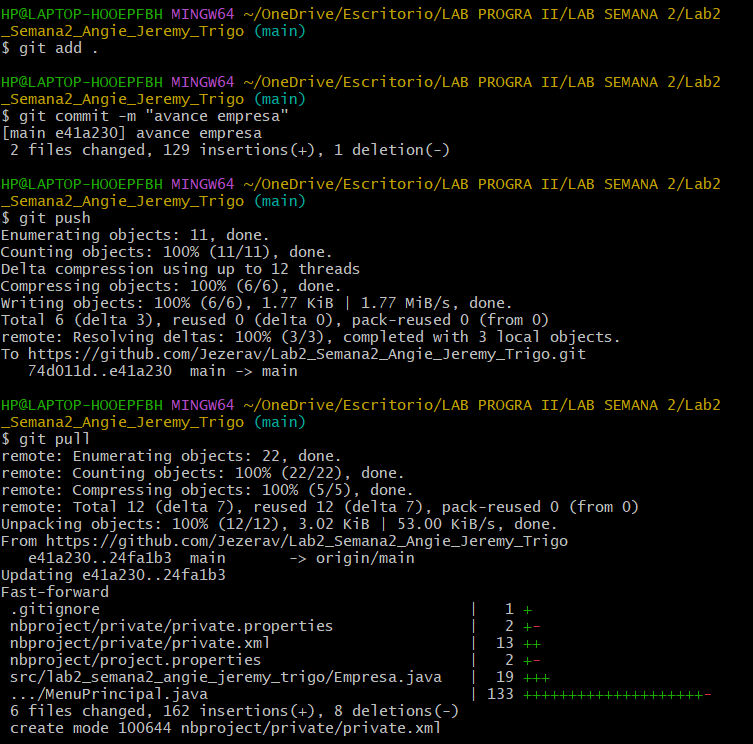 HP@LAPTOP-HOOEPFBH MINGW64 ~/OneDrive/Escritorio/LAB PROGRA II/LAB SEMANA 2/Lab2
_Semana2_Angie_Jeremy_Trigo (main)
$ git add .
HP@LAPTOP-HOOEPFBH MINGW64 ~/OneDrive/Escritorio/LAB PROGRA II/LAB SEMANA 2/Lab2
_Semana2_Angie_Jeremy_Trigo (main)
$ git commit -m "avance empresa"
[main e41a230] avance empresa
 2 files changed, 129 insertions(+), 1 deletion(-)
HP@LAPTOP-HOOEPFBH MINGW64 ~/OneDrive/Escritorio/LAB PROGRA II/LAB SEMANA 2/Lab2
_Semana2_Angie_Jeremy_Trigo (main)
$ git push
Enumerating objects: 11, done.
Counting objects: 100% (11/11), done.
Delta compression using up to 12 threads
Compressing objects: 100% (6/6), done.
Writing objects: 100% (6/6), 1.77 KiB | 1.77 MiB/s, done.
Total 6 (delta 3), reused 0 (delta 0), pack-reused 0 (from 0)
remote: Resolving deltas: 100% (3/3), completed with 3 local objects.
To https://github.com/Jezerav/Lab2_Semana2_Angie_Jeremy_Trigo.git
   74d011d..e41a230  main -> main
HP@LAPTOP-HOOEPFBH MINGW64 ~/OneDrive/Escritorio/LAB PROGRA II/LAB SEMANA 2/Lab2
_Semana2_Angie_Jeremy_Trigo (main)
$ git pull
remote: Enumerating objects: 22, done.
remote: Counting objects: 100% (22/22), done.
remote: Compressing objects: 100% (5/5), done.
remote: Total 12 (delta 7), reused 12 (delta 7), pack-reused 0 (from 0)
Unpacking objects: 100% (12/12), 3.02 KiB | 53.00 KiB/s, done.
From https://github.com/Jezerav/Lab2_Semana2_Angie_Jeremy_Trigo
   e41a230..24fa1b3  main       -> origin/main
Updating e41a230..24fa1b3
Fast-forward
 .gitignore                                         |   1 +
 nbproject/private/private.properties               |   2 +-
 nbproject/private/private.xml                      |  13 ++
 nbproject/project.properties                       |   2 +-
 src/lab2_semana2_angie_jeremy_trigo/Empresa.java   |  19 +++
 .../MenuPrincipal.java                             | 133 ++++++++++++++++++++-
 6 files changed, 162 insertions(+), 8 deletions(-)
 create mode 100644 nbproject/private/private.xml